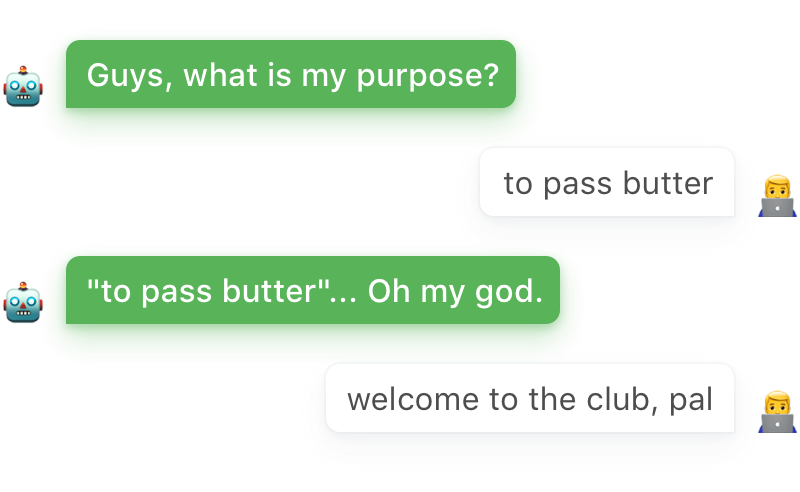 Guys, what is my purpose?
to pass butter
"to pass butter"... Oh my god.
welcome to the club, pal